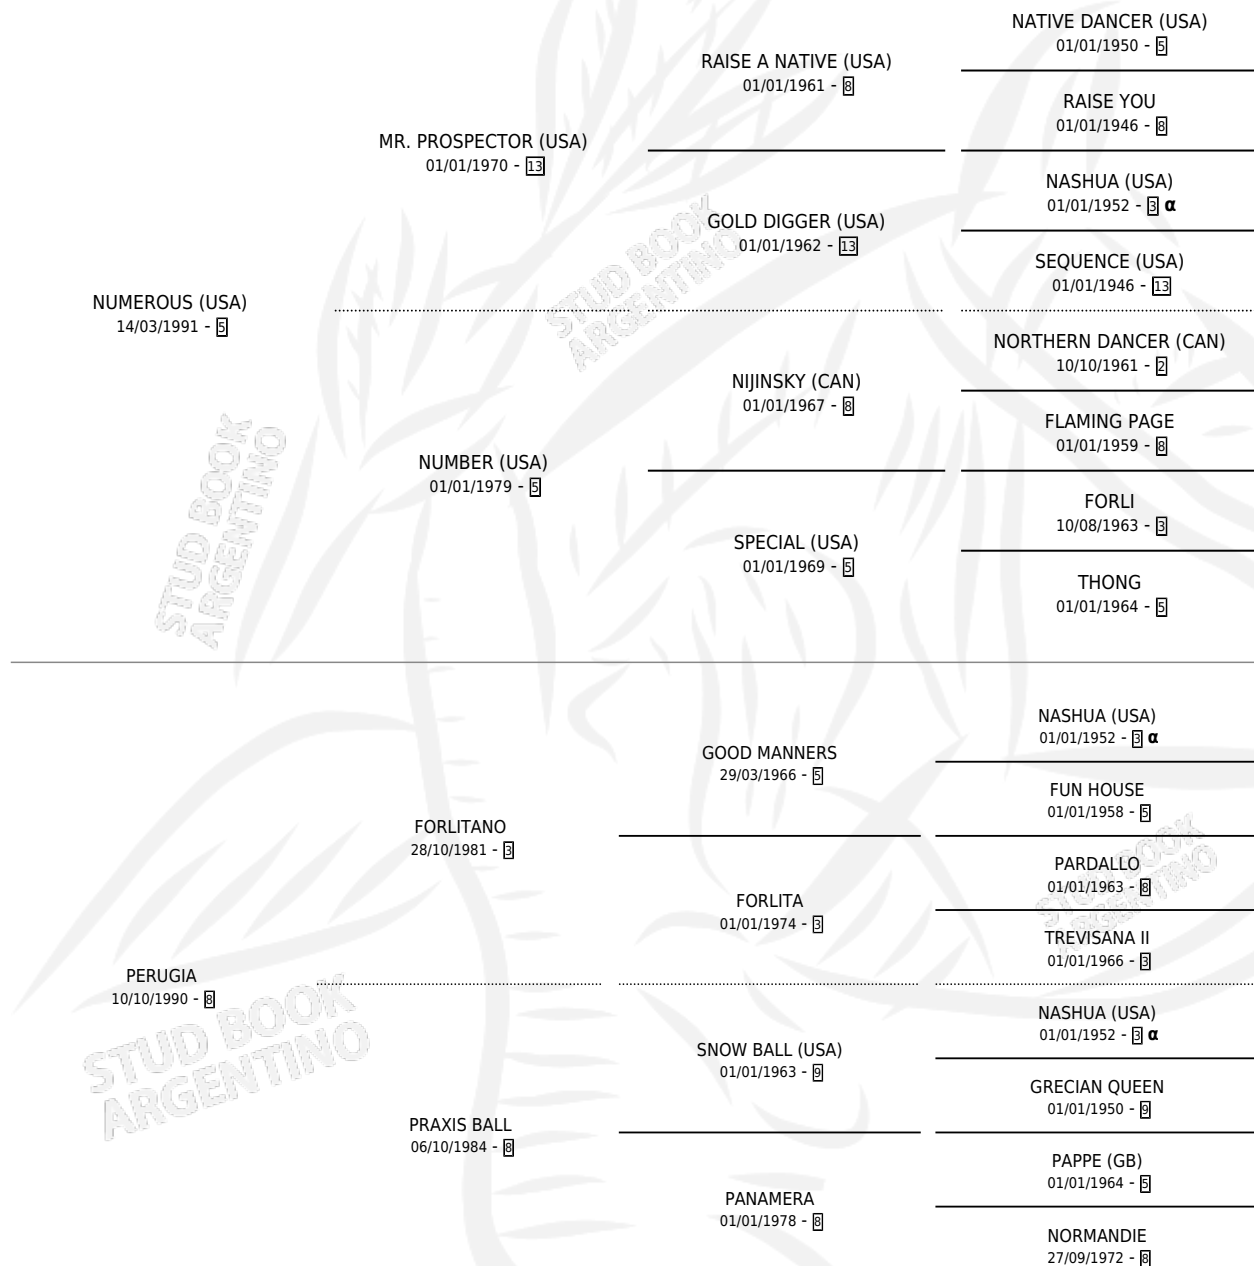 NATIVE DANCER (USA)
01/01/1950 - 5
RAISE A NATIVE (USA)
01/01/1961 - 8
RAISE YOU
01/01/1946 - 8
MR. PROSPECTOR (USA)
01/01/1970 - 13
NASHUA (USA)
01/01/1952 - 3 α
GOLD DIGGER (USA)
01/01/1962 - 13
SEQUENCE (USA)
01/01/1946 - 13
NUMEROUS (USA)
14/03/1991 - 5
NORTHERN DANCER (CAN)
10/10/1961 - 2
NIJINSKY (CAN)
01/01/1967 - 8
FLAMING PAGE
01/01/1959 - 8
NUMBER (USA)
01/01/1979 - 5
FORLI
10/08/1963 - 3
SPECIAL (USA)
01/01/1969 - 5
THONG
01/01/1964 - 5
NASHUA (USA)
01/01/1952 - 3 α
GOOD MANNERS
29/03/1966 - 5
FUN HOUSE
01/01/1958 - 5
FORLITANO
28/10/1981 - 3
PARDALLO
01/01/1963 - 8
FORLITA
01/01/1974 - 3
TREVISANA II
01/01/1966 - 3
PERUGIA
10/10/1990 - 8
NASHUA (USA)
01/01/1952 - 3 α
SNOW BALL (USA)
01/01/1963 - 9
GRECIAN QUEEN
01/01/1950 - 9
PRAXIS BALL
06/10/1984 - 8
PAPPE (GB)
01/01/1964 - 5
PANAMERA
01/01/1978 - 8
NORMANDIE
27/09/1972 - 8
STUD BOOK
ARGENTINO
STUD BOOK
ARGENTINO
STUD BOOK
ARGENTINO
STUD BOOK
ARGENTINO